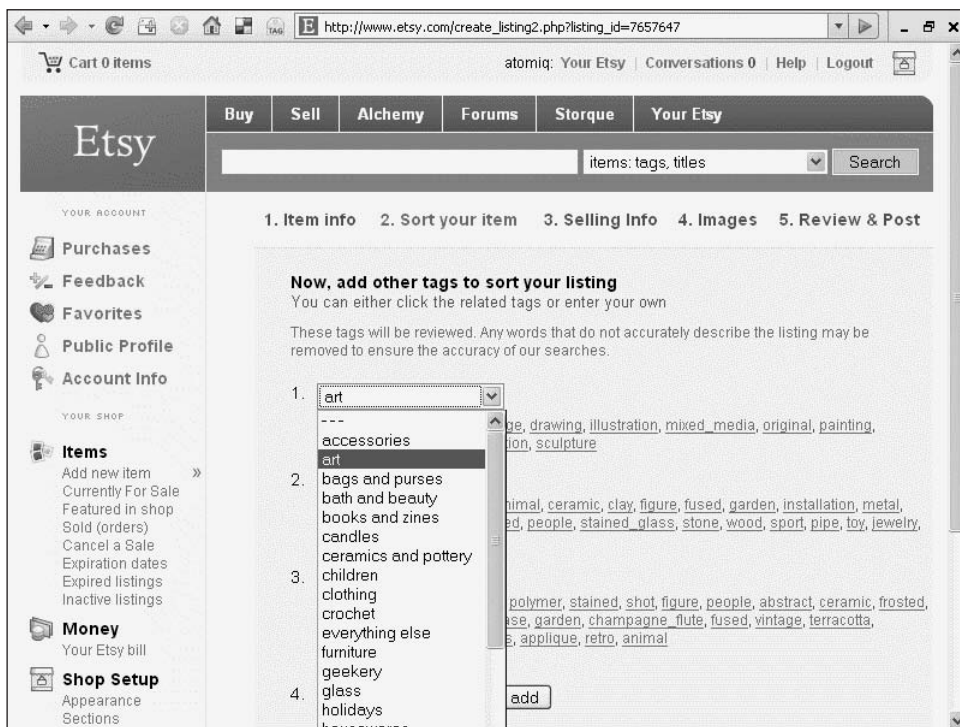 TAG
E http://www.etsy.com/create_listing2.php?listing_id=7657647
Cart 0 items
atomiq: Your Etsy | Conversations 0 | Help | Logout
Etsy
Buy Sell Alchemy Forums Storque Your Etsy
items: tags, titles
Search
YOUR ACCOUNT
Purchases
Feedback
Favorites
Public Profile
Account Info
YOUR SHOP
Items
Add new item »
Currently For Sale
Featured in shop
Sold (orders)
Cancel a Sale
Expiration dates
Expired listings
Inactive listings
Money
Your Etsy bill
Shop Setup
Appearance
Sections
1. Item info 2. Sort your item 3. Selling Info 4. Images 5. Review & Post
Now, add other tags to sort your listing
You can either click the related tags or enter your own
These tags will be reviewed. Any words that do not accurately describe the listing may be
removed to ensure the accuracy of our searches.
1. art
---
accessories
art
bags and purses
bath and beauty
books and zines
candles
ceramics and pottery
children
clothing
crochet
everything else
furniture
geekery
glass
holidays
drawing, illustration, mixed_media, original, painting,
sculpture
2.
ceramic, clay, figure, fused, garden, installation, metal,
people, stained_glass, stone, wood, sport, pipe, toy, jewelry,
3.
polymer, stained, shot, figure, people, abstract, ceramic, frosted,
garden, champagne_flute, fused, vintage, terracotta,
applique, retro, animal
4.
add